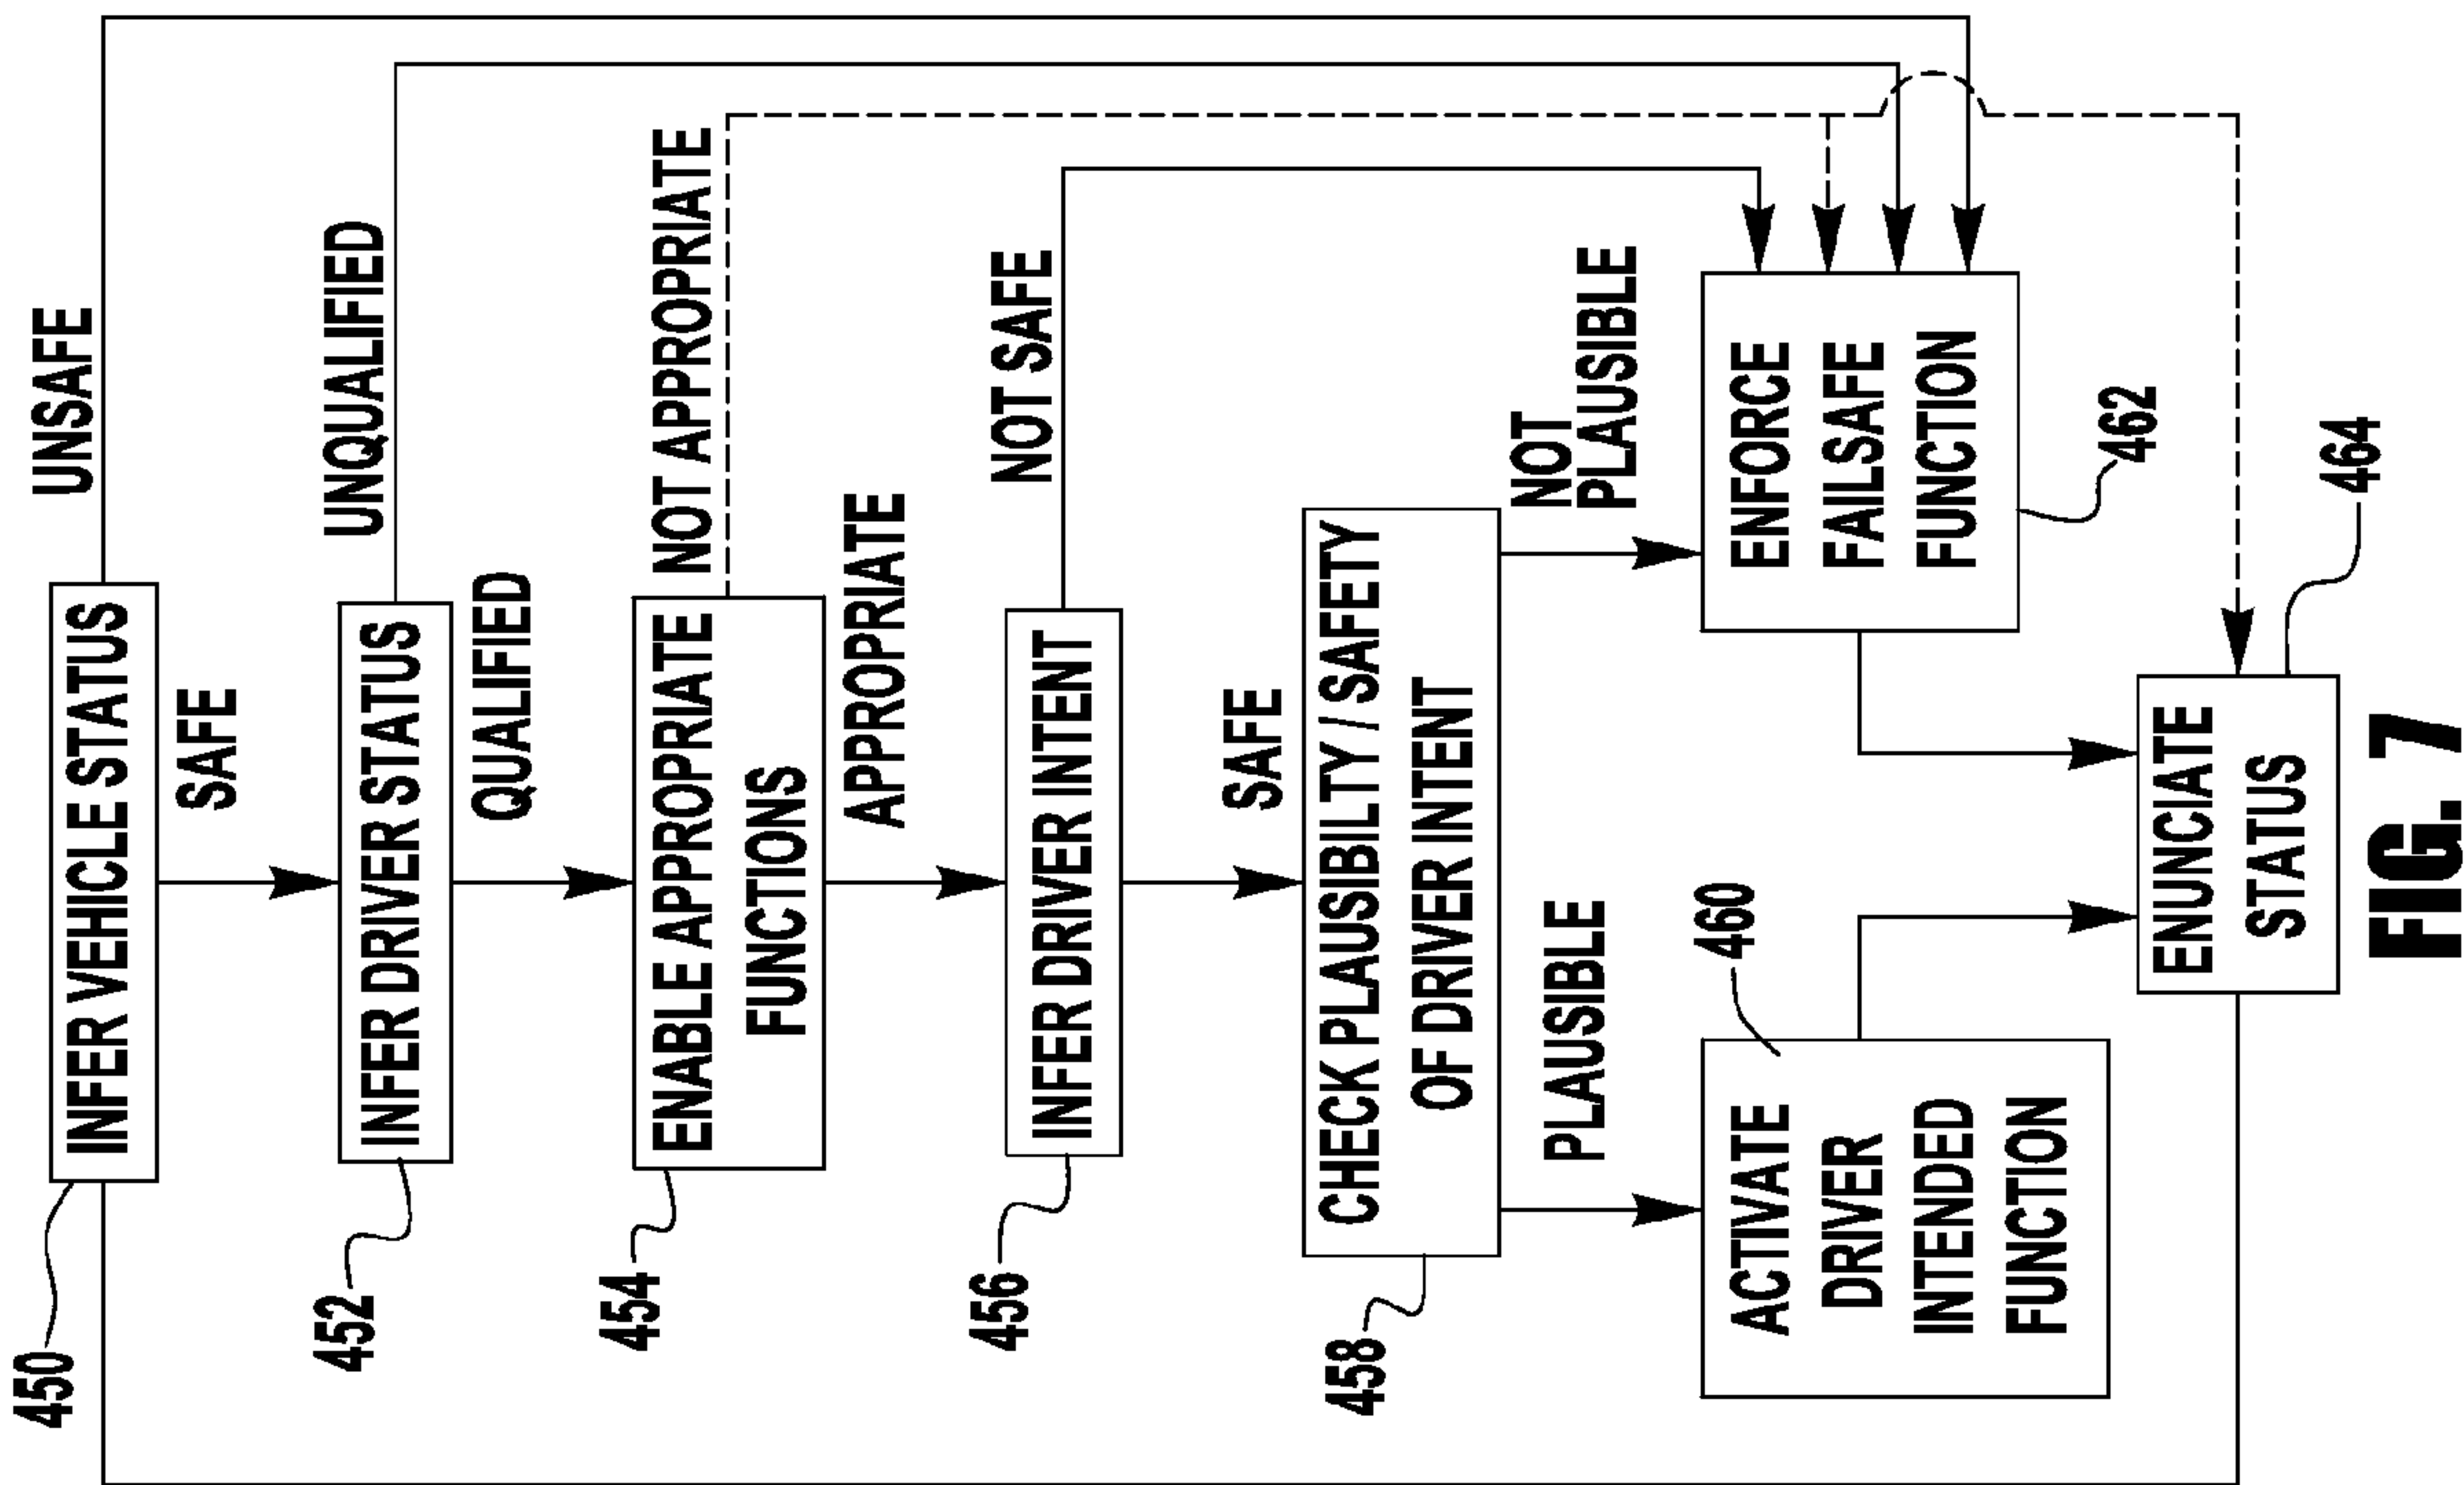 450
INFER VEHICLE STATUS
UNSAFE
SAFE
452
INFER DRIVER STATUS
UNQUALIFIED
QUALIFIED
454
ENABLE APPROPRIATE
FUNCTIONS
NOT APPROPRIATE
APPROPRIATE
456
INFER DRIVER INTENT
NOT SAFE
SAFE
458
CHECK PLAUSIBILTY / SAFETY
OF DRIVER INTENT
PLAUSIBLE
NOT
PLAUSIBLE
460
ACTIVATE
DRIVER
INTENDED
FUNCTION
ENFORCE
FAILSAFE
FUNCTION
462
ENUNCIATE
STATUS
464
FIG. 7